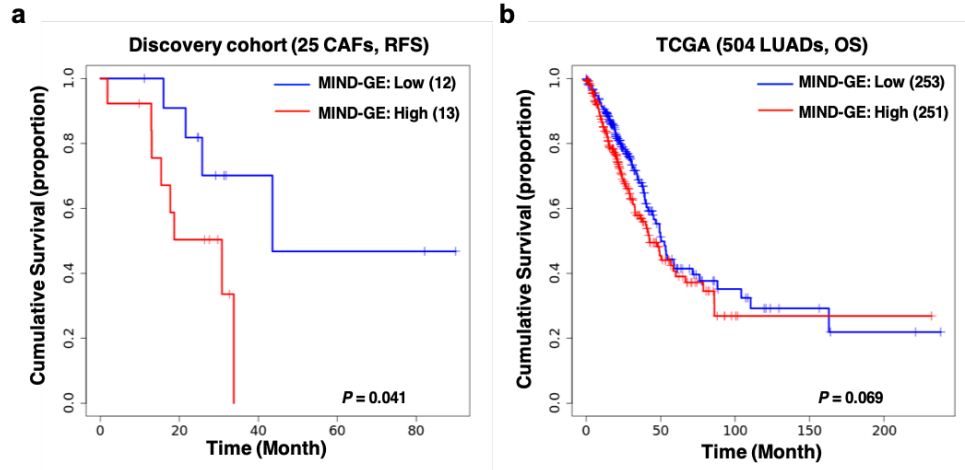 a
Discovery cohort (25 CAFs, RFS)
MIND-GE: Low (12)
MIND-GE: High (13)
Cumulative Survival (proportion)
1.0
0.8
0.6
0.4
0.2
0.0
P = 0.041
0 20 40 60 80
Time (Month)
b
TCGA (504 LUADs, OS)
MIND-GE: Low (253)
MIND-GE: High (251)
Cumulative Survival (proportion)
1.0
0.8
0.6
0.4
0.2
0.0
P = 0.069
0 50 100 150 200
Time (Month)